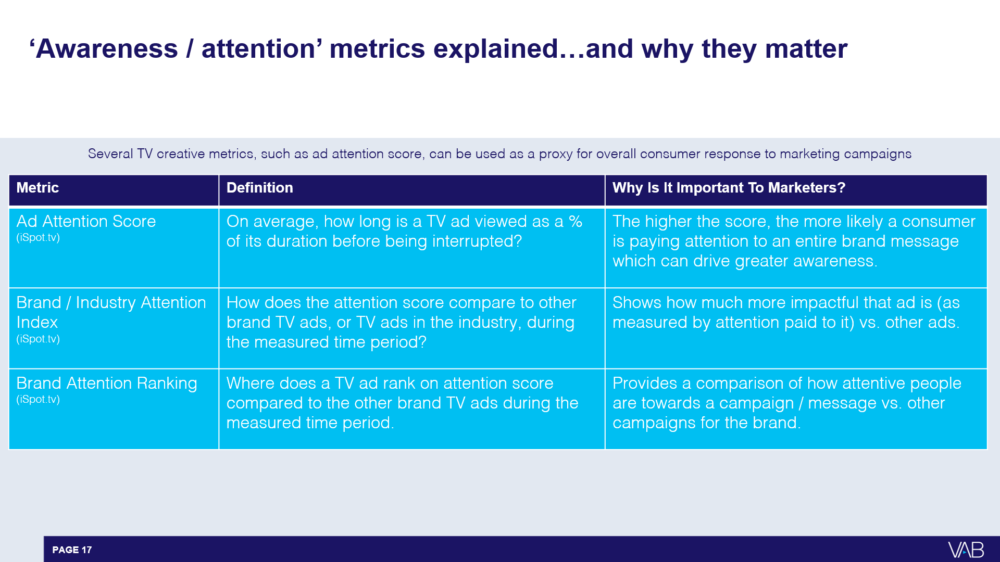 ‘Awareness / attention’ metrics explained…and why they matter
Several TV creative metrics, such as ad attention score, can be used as a proxy for overall consumer response to marketing campaigns
Metric
Definition
Why Is It Important To Marketers?
Ad Attention Score
(iSpot.tv)
On average, how long is a TV ad viewed as a %
of its duration before being interrupted?
The higher the score, the more likely a consumer
is paying attention to an entire brand message
which can drive greater awareness.
Brand / Industry Attention
Index
(iSpot.tv)
How does the attention score compare to other
brand TV ads, or TV ads in the industry, during
the measured time period?
Shows how much more impactful that ad is (as
measured by attention paid to it) vs. other ads.
Brand Attention Ranking
(iSpot.tv)
Where does a TV ad rank on attention score
compared to the other brand TV ads during the
measured time period.
Provides a comparison of how attentive people
are towards a campaign / message vs. other
campaigns for the brand.
PAGE 17
VAB